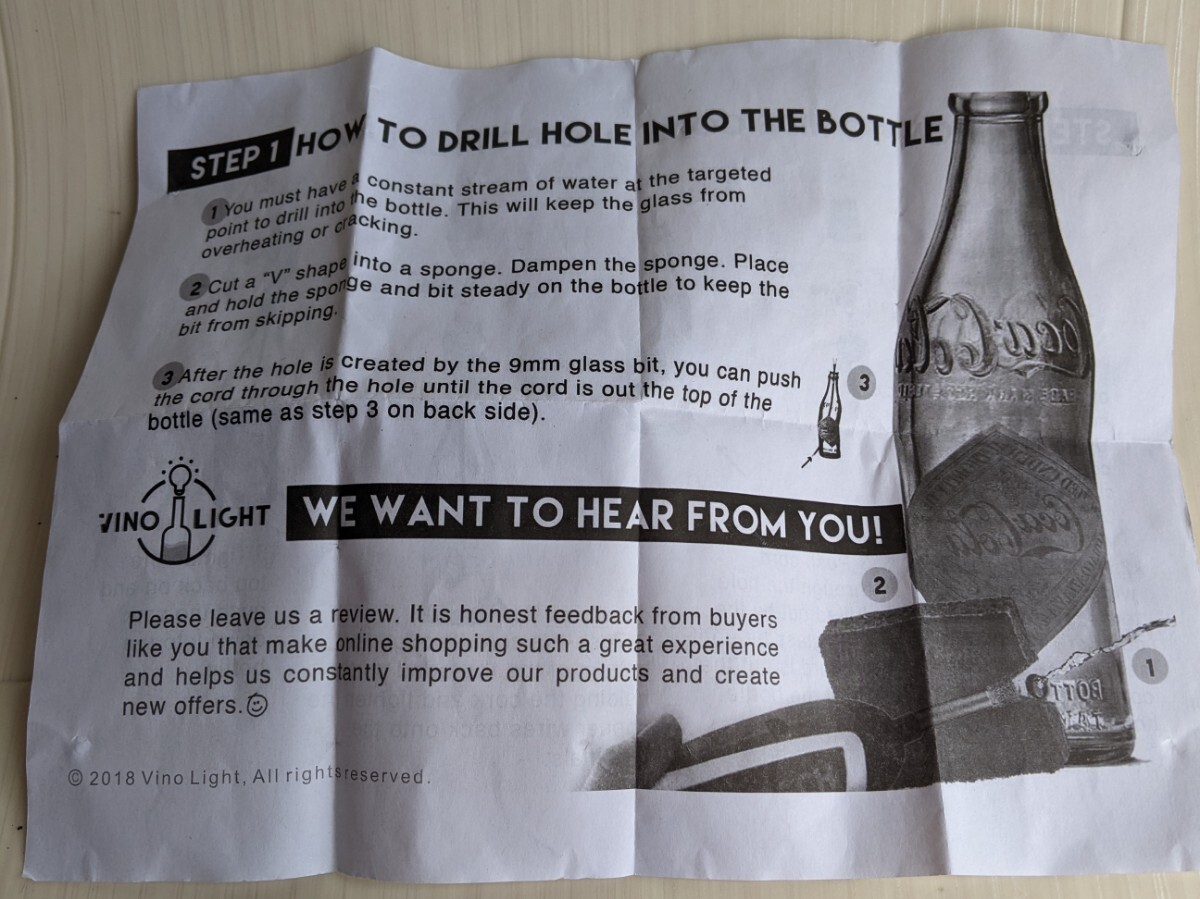 STEP 1 HOW TO DRILL HOLE INTO THE BOTTLE
1 You must have a constant stream of water at the targeted
point to drill into the bottle. This will keep the glass from
overheating or cracking.
2 Cut a “V” shape into a sponge. Dampen the sponge. Place
and hold the sponge and bit steady on the bottle to keep the
bit from skipping.
3 After the hole is created by the 9mm glass bit, you can push
the cord through the hole until the cord is out the top of the
bottle (same as step 3 on back side).
3
Coca-Cola
Coca-Cola
VINO LIGHT
WE WANT TO HEAR FROM YOU!
2
1
Please leave us a review. It is honest feedback from buyers
like you that make online shopping such a great experience
and helps us constantly improve our products and create
new offers.
© 2018 Vino Light, All rights reserved.